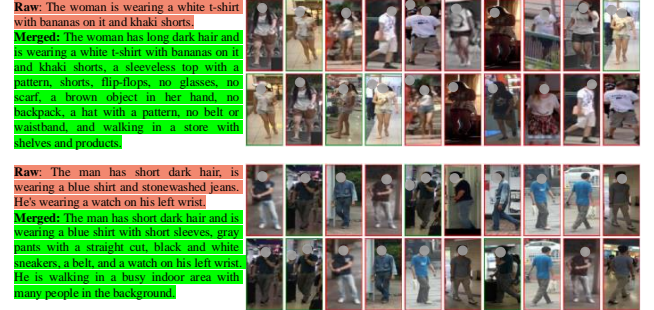 Raw: The woman is wearing a white t-shirt
with bananas on it and khaki shorts.
Merged: The woman has long dark hair and
is wearing a white t-shirt with bananas on it
and khaki shorts, a sleeveless top with a
pattern, shorts, flip-flops, no glasses, no
scarf, a brown object in her hand, no
backpack, a hat with a pattern, no belt or
waistband, and walking in a store with
shelves and products.
Raw: The man has short dark hair, is
wearing a blue shirt and stonewashed jeans.
He's wearing a watch on his left wrist.
Merged: The man has short dark hair and is
wearing a blue shirt with short sleeves, gray
pants with a straight cut, black and white
sneakers, a belt, and a watch on his left wrist.
He is walking in a busy indoor area with
many people in the background.